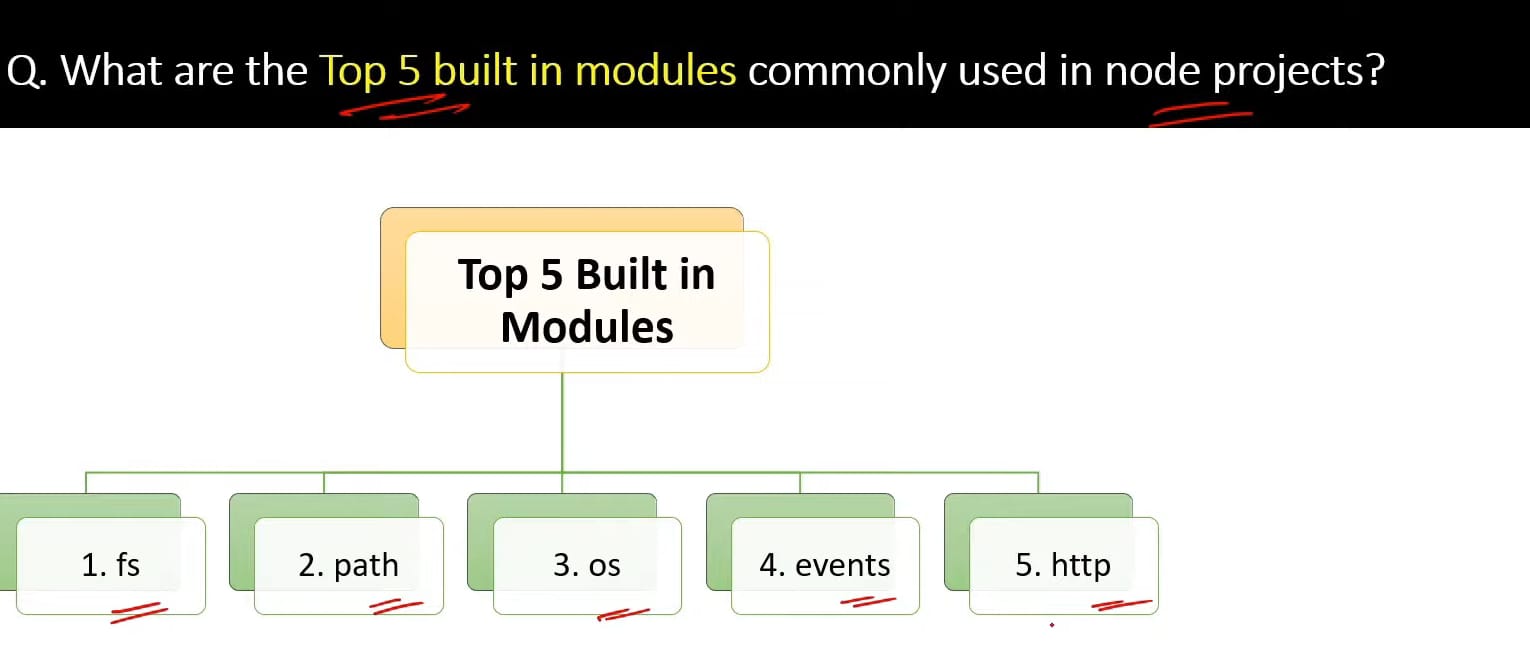 Q. What are the Top 5 built in modules commonly used in node projects?
Top 5 Built in
Modules
1. fs
2. path
3. os
4. events
5. http